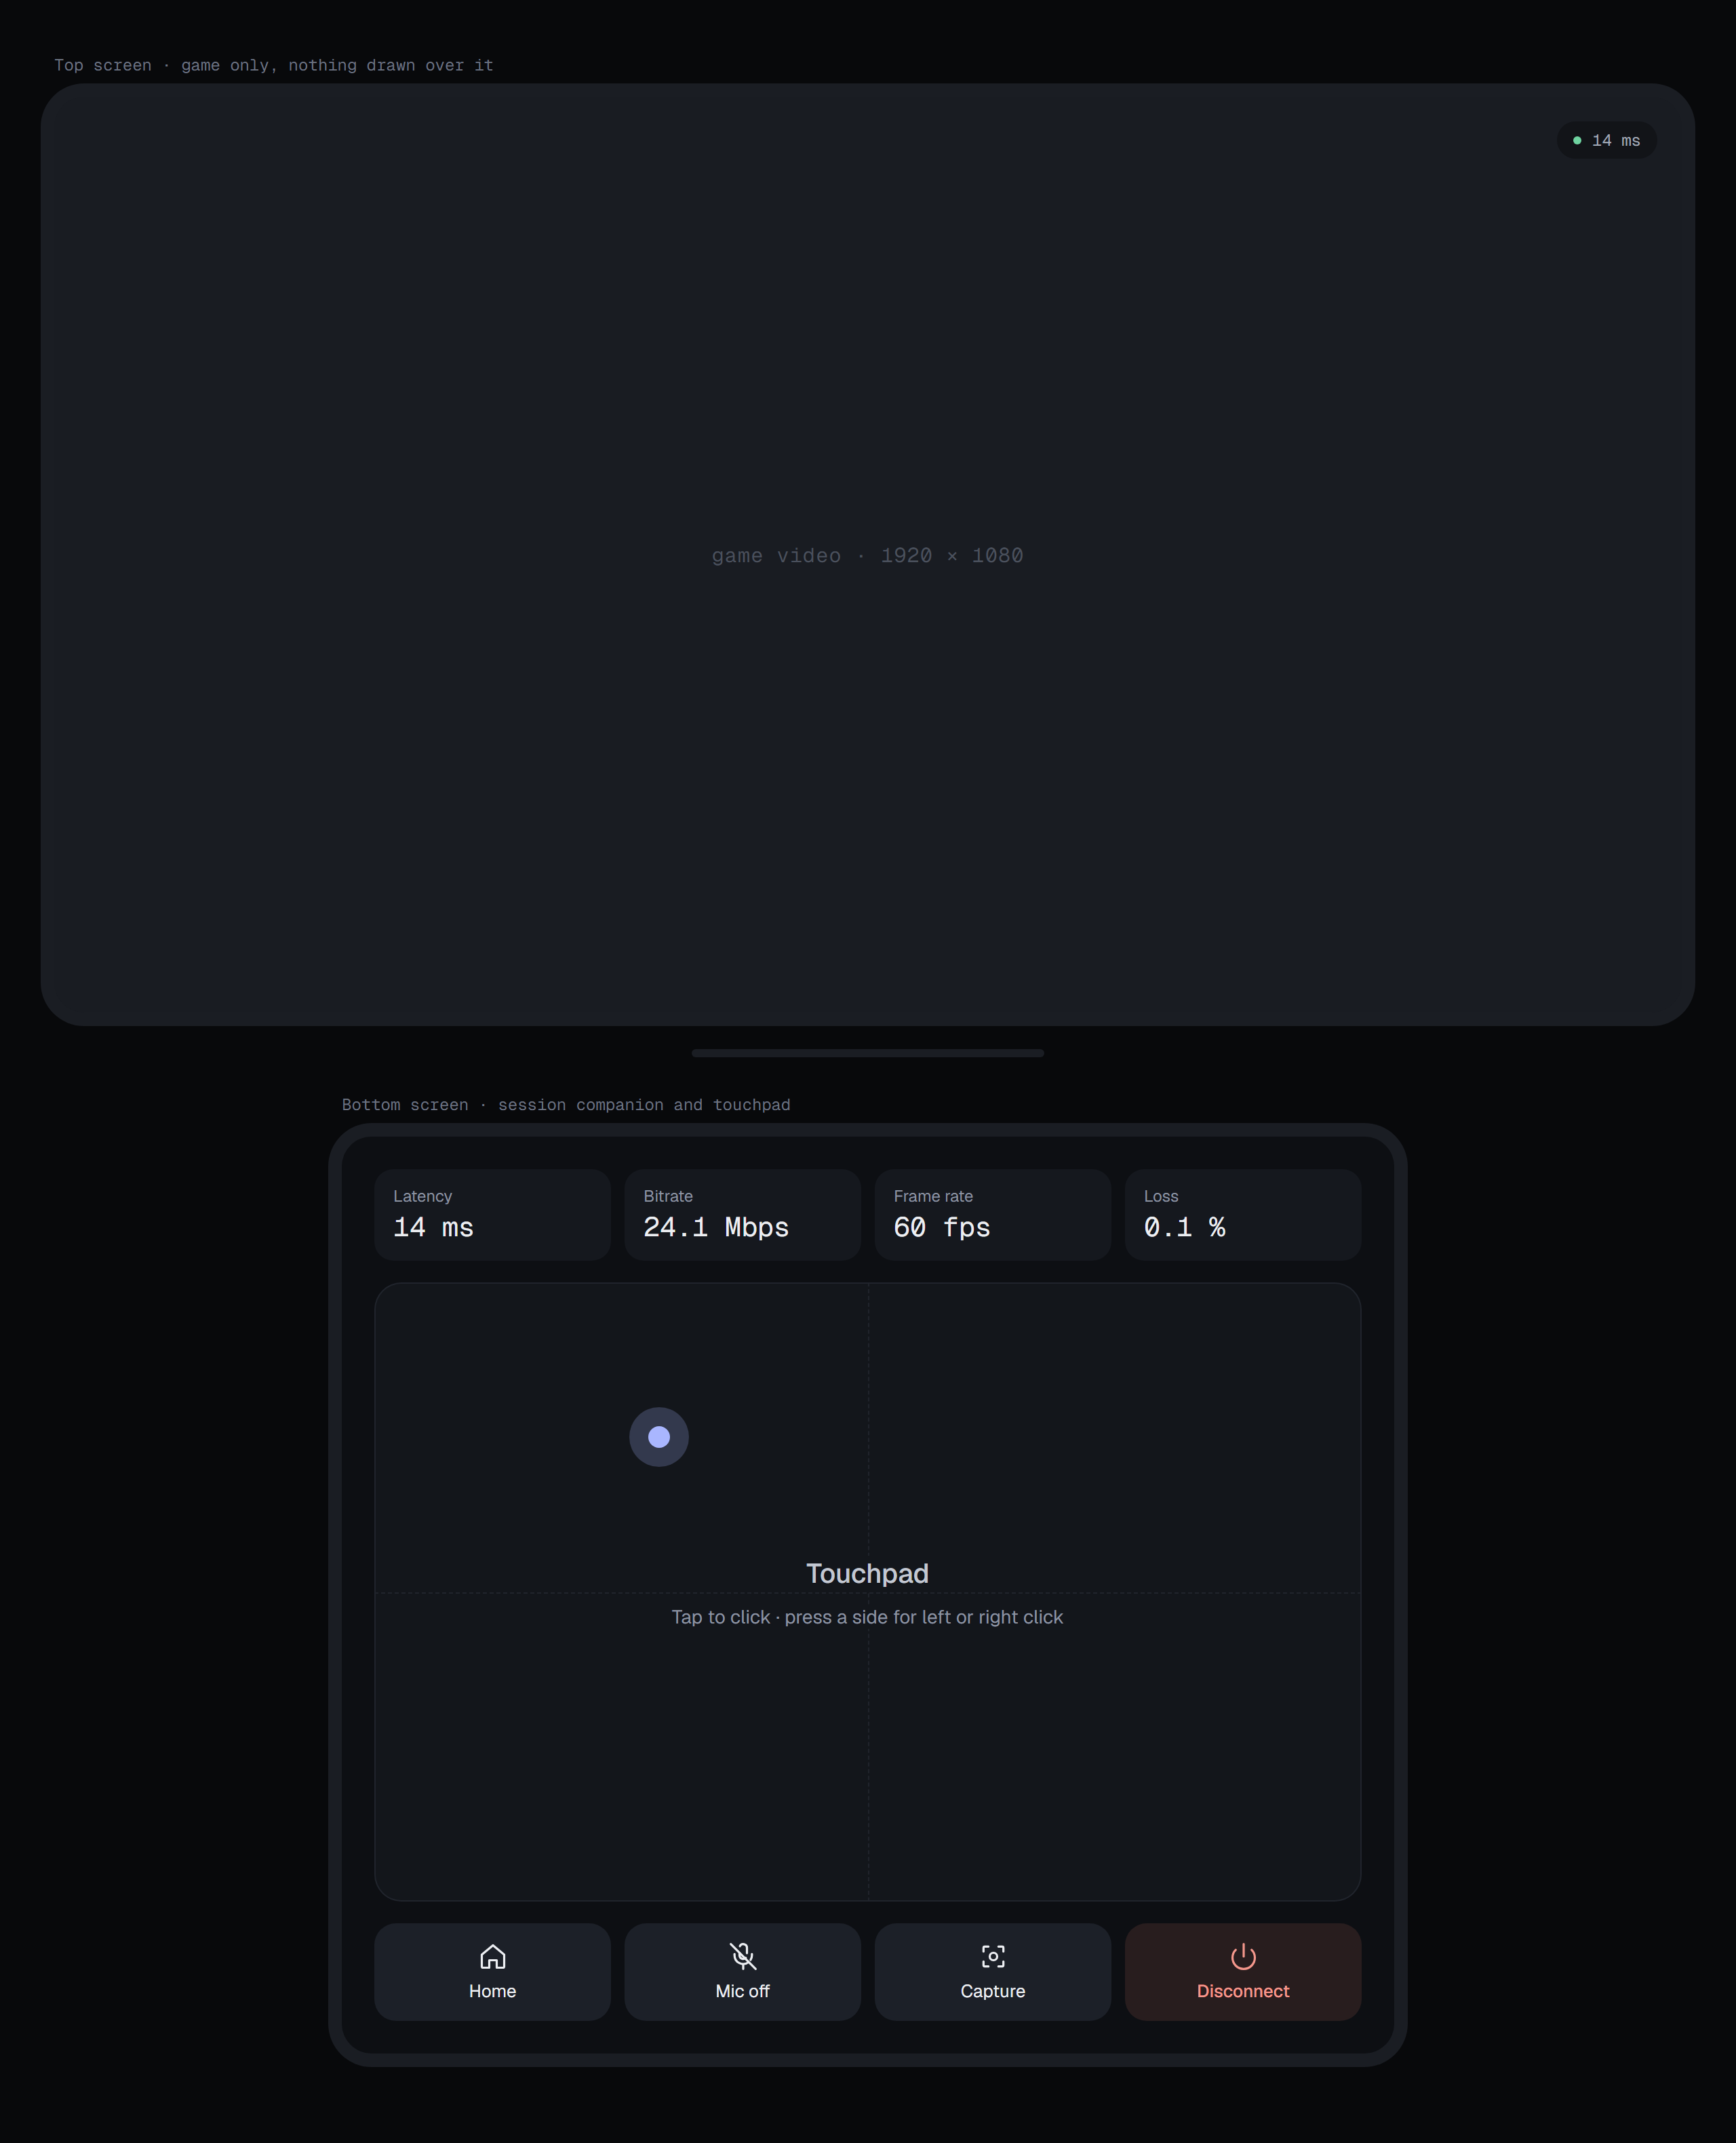 Top screen · game only, nothing drawn over it
14 ms
game video · 1920 × 1080
Bottom screen · session companion and touchpad
Latency
14 ms
Bitrate
24.1 Mbps
Frame rate
60 fps
Loss
0.1 %
Touchpad
Tap to click · press a side for left or right click
Home
Mic off
Capture
Disconnect